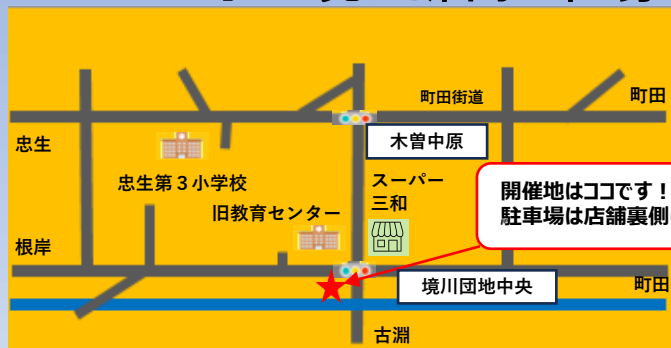 町田街道
町田
忠生
木曽中原
忠生第３小学校
スーパー
三和
開催地はココです！
駐車場は店舗裏側
旧教育センター
根岸
境川団地中央
町田
古淵